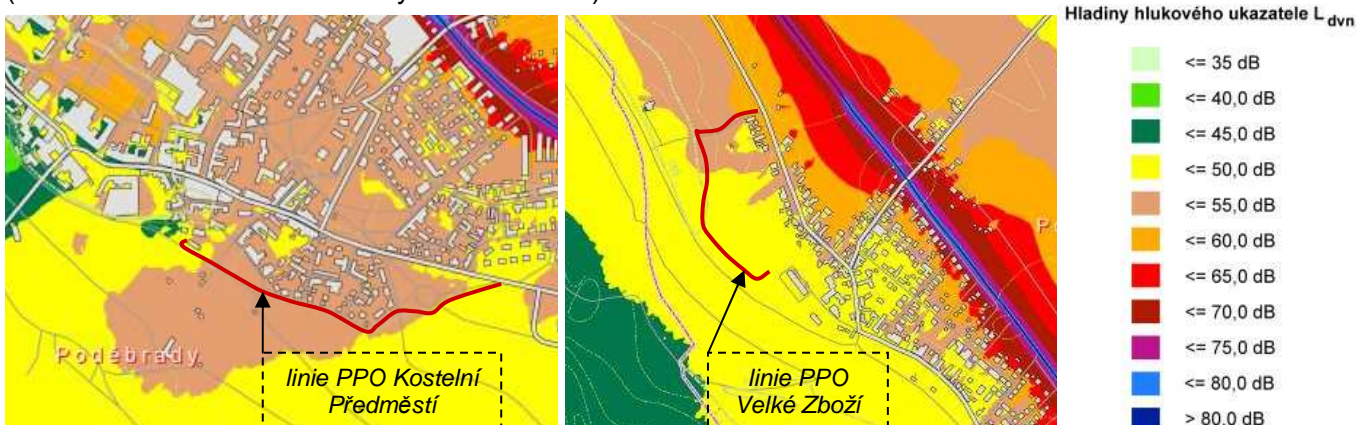 Hladiny hlukového ukazatele L dvn
<= 35 dB
<= 40,0 dB
<= 45,0 dB
<= 50,0 dB
<= 55,0 dB
<= 60,0 dB
<= 65,0 dB
<= 70,0 dB
<= 75,0 dB
<= 80,0 dB
> 80,0 dB
Poděbrady
linie PPO Kostelní
Předměstí
linie PPO
Velké Zboží